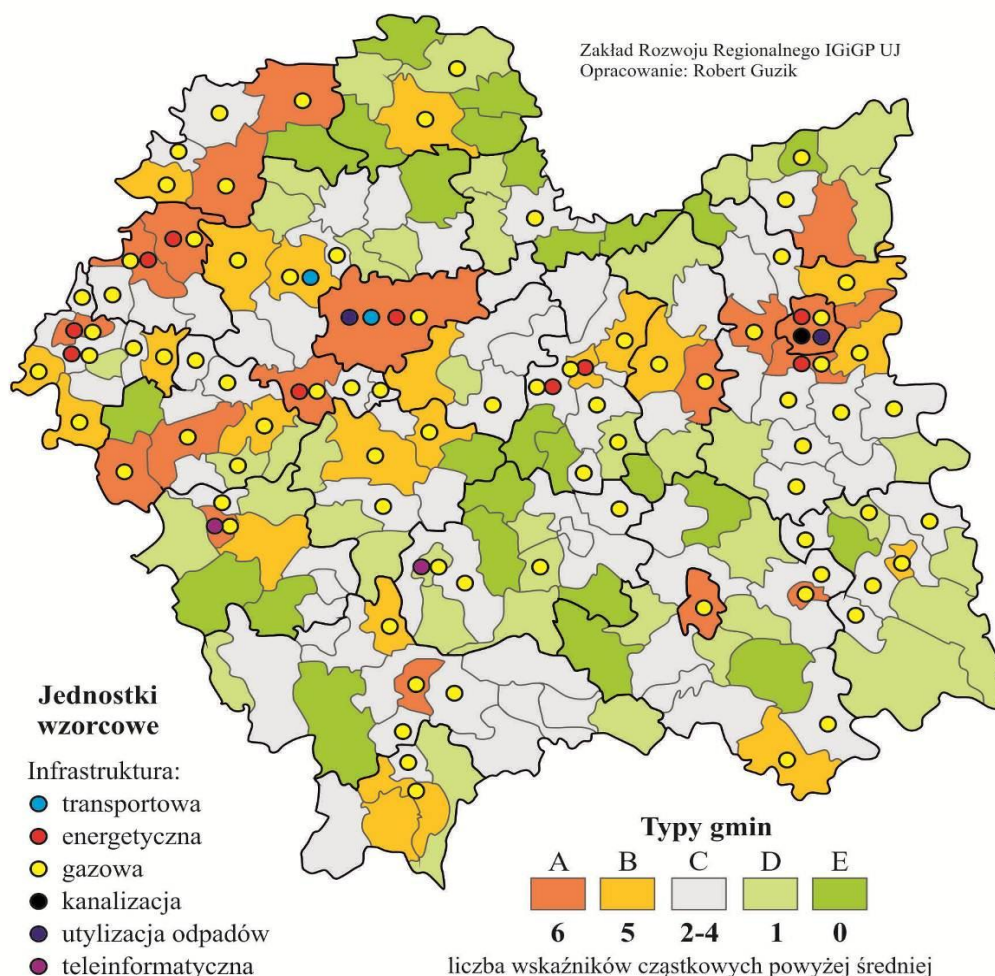 Zakład Rozwoju Regionalnego IGiGP UJ
Opracowanie: Robert Guzik
Jednostki
wzorcowe
Infrastruktura:
transportowa
energetyczna
gazowa
kanalizacja
utylizacja odpadów
teleinformatyczna
Typy gmin
A B C D E
6 5 2-4 1 0
liczba wskaźników cząstkowych powyżej średniej